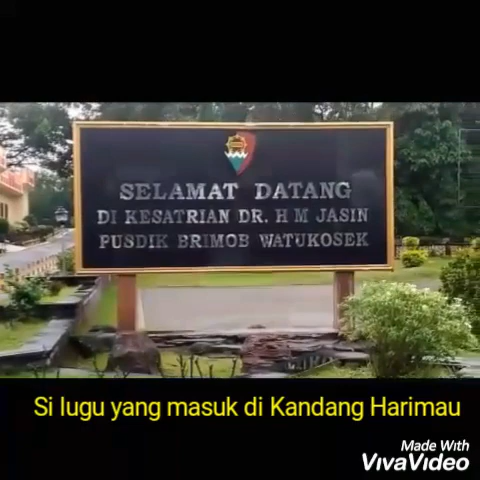 SELAMAT DATANG
DI KESATRIAN DR. H M JASIN
PUSDIK BRIMOB WATUKOSEK
Si lugu yang masuk di Kandang Harimau
Made With
VivaVideo